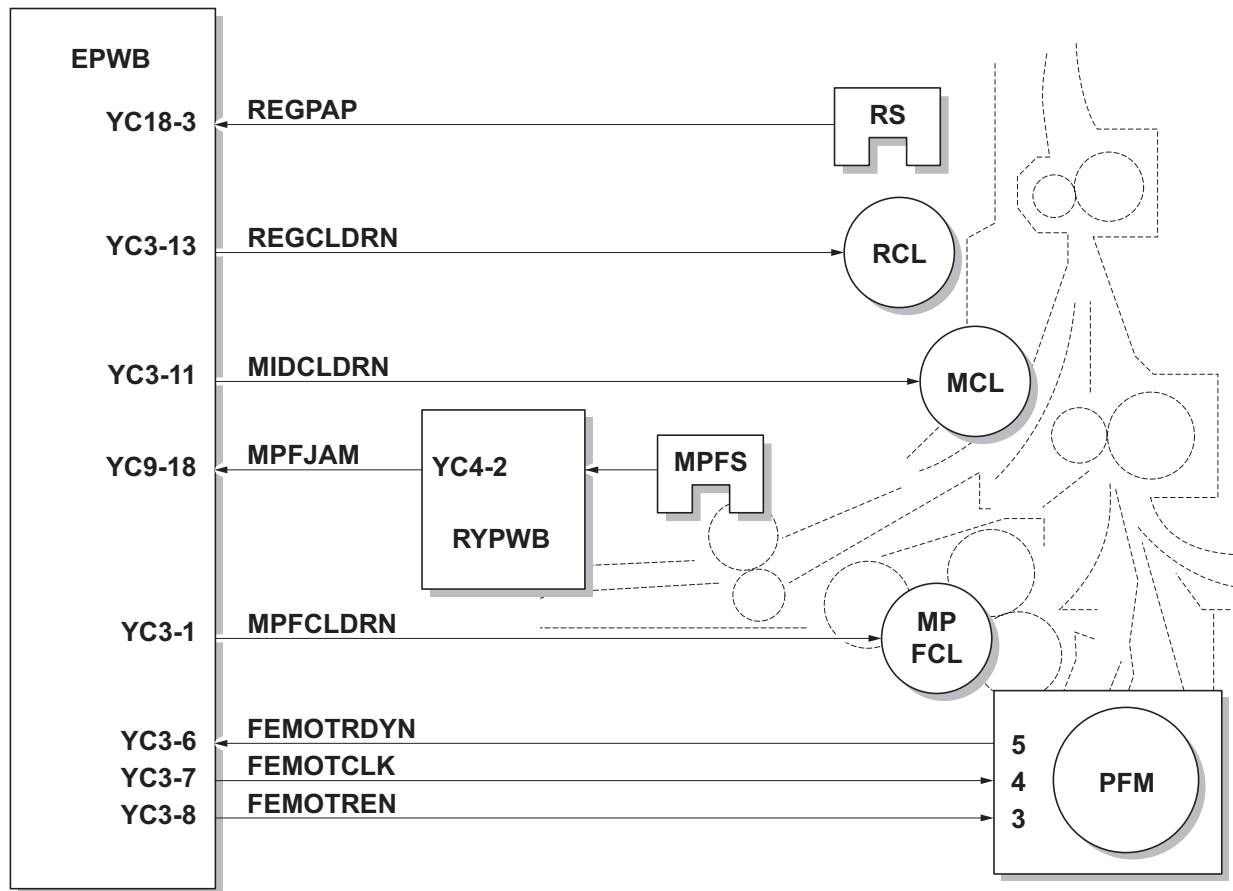 EPWB
YC18-3 REGPAP RS
YC3-13 REGCLDRN RCL
YC3-11 MIDCLDRN MCL
YC9-18 MPFJAM YC4-2 MPFS
RYPWB
YC3-1 MPFCLDRN MP
FCL
YC3-6 FEMOTRDYN 5
YC3-7 FEMOTCLK 4 PFM
YC3-8 FEMOTREN 3